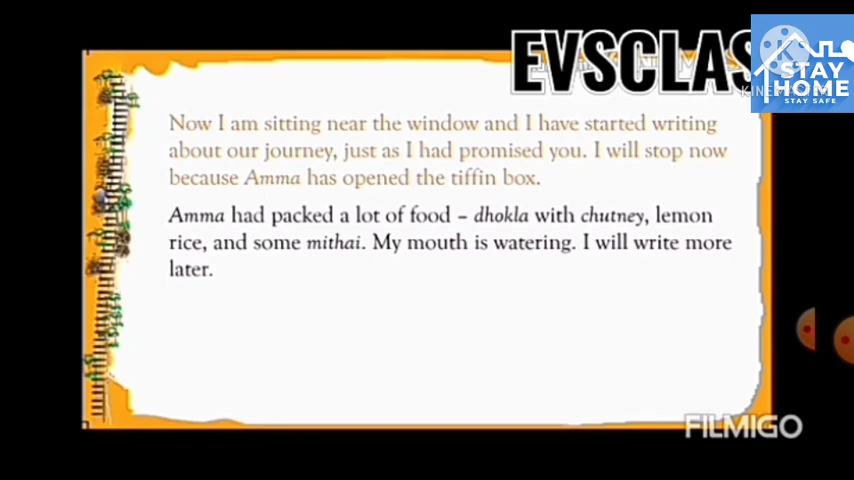 EVSCLAS
STAY
HOME
STAY SAFE
Now I am sitting near the window and I have started writing
about our journey, just as I had promised you. I will stop now
because Amma has opened the tiffin box.
Amma had packed a lot of food – dhokla with chutney, lemon
rice, and some mithai. My mouth is watering. I will write more
later.
FILMIGO